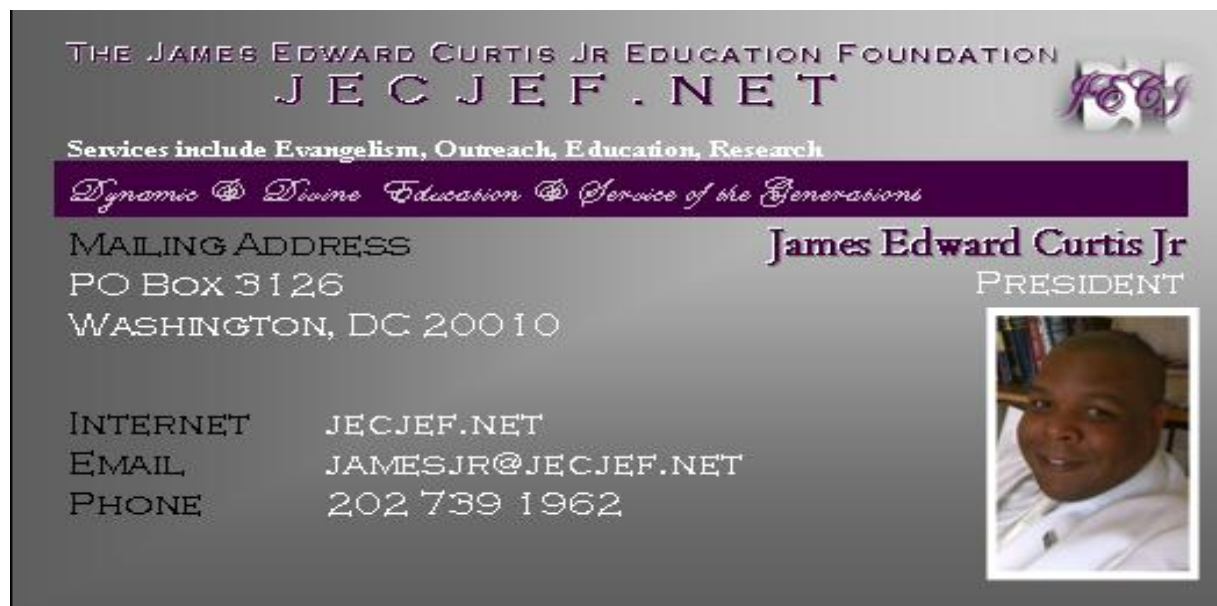 THE JAMES EDWARD CURTIS JR EDUCATION FOUNDATION
JECJEF.NET
JECJ
Services include Evangelism, Outreach, Education, Research
Dynamic & Divine Education & Service of the Generations
MAILING ADDRESS
PO BOX 3126
WASHINGTON, DC 20010
James Edward Curtis Jr
PRESIDENT
INTERNET JECJEF.NET
EMAIL JAMESJR@JECJEF.NET
PHONE 202 739 1962